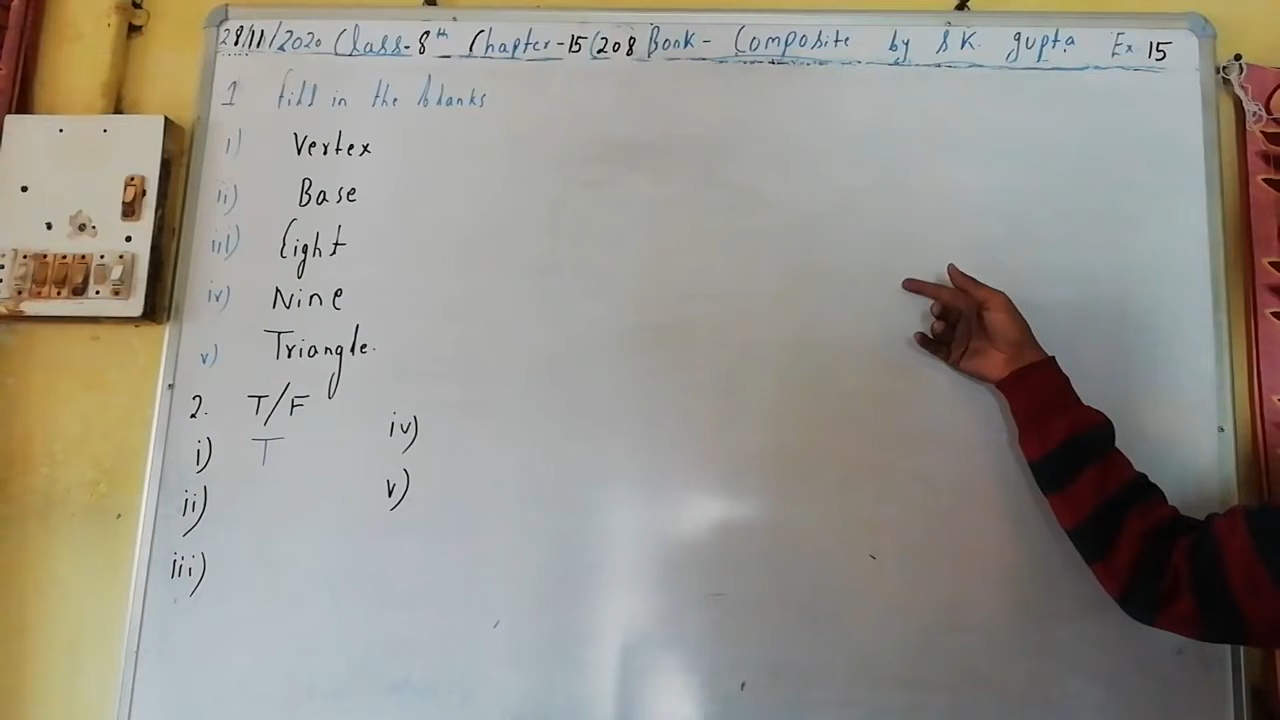 28/11/2020 Class-8th Chapter-15(208 Book- Composite by S K. gupta Ex 15
1 fill in the blanks
i) Vertex
ii) Base
iii) Eight
iv) Nine
v) Triangle.
2. T/F
i) T
ii)
iii)
iv)
v)